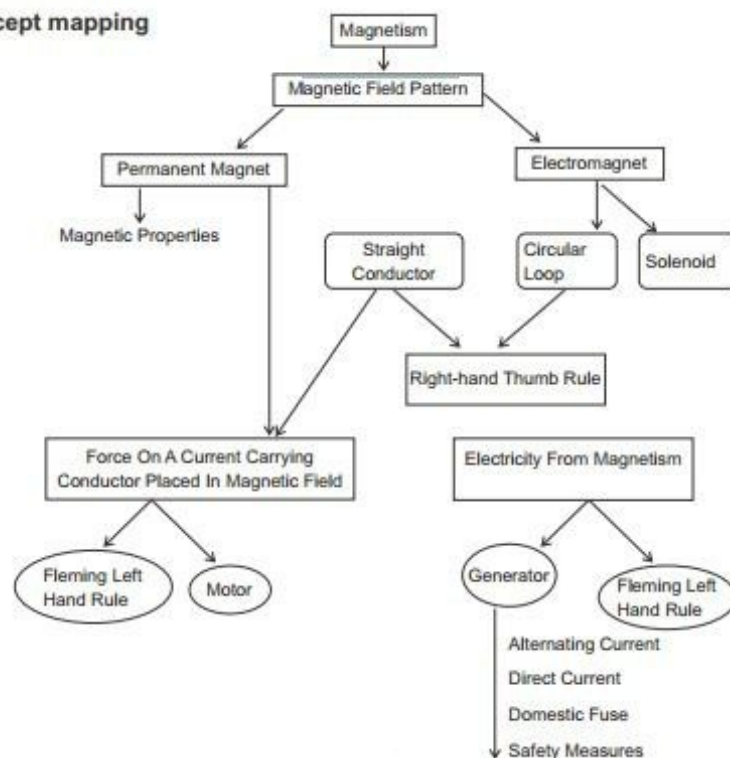 cept mapping
Magnetism
Magnetic Field Pattern
Permanent Magnet
Electromagnet
Magnetic Properties
Straight
Conductor
Circular
Loop
Solenoid
Right-hand Thumb Rule
Force On A Current Carrying
Conductor Placed In Magnetic Field
Electricity From Magnetism
Fleming Left
Hand Rule
Motor
Generator
Fleming Left
Hand Rule
Alternating Current
Direct Current
Domestic Fuse
Safety Measures